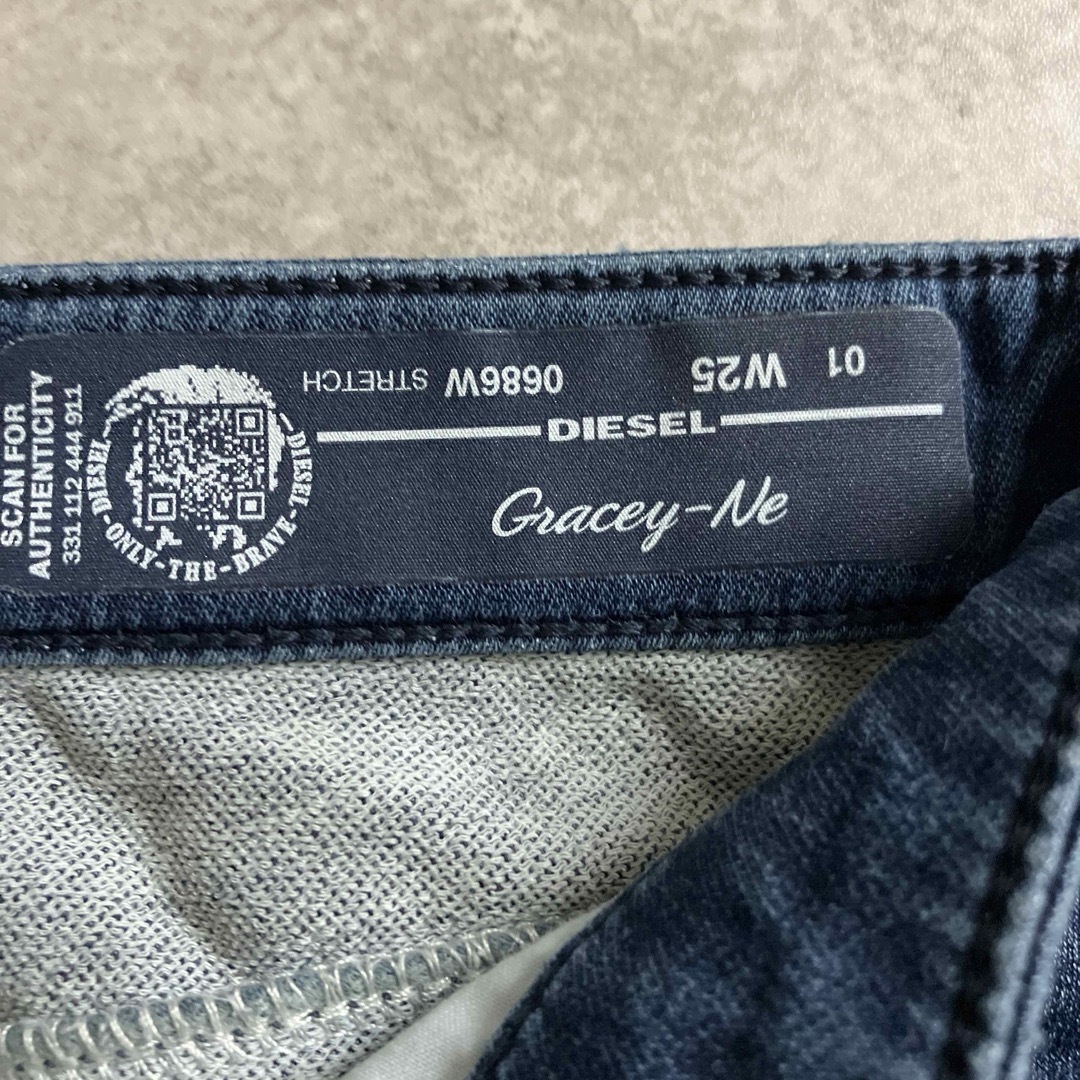 SCAN FOR
AUTHENTICITY
331 112 444 911
DIESEL-ONLY-THE-BRAVE-DIESEL
01 W25 0686W STRETCH
DIESEL
Gracey-Ne